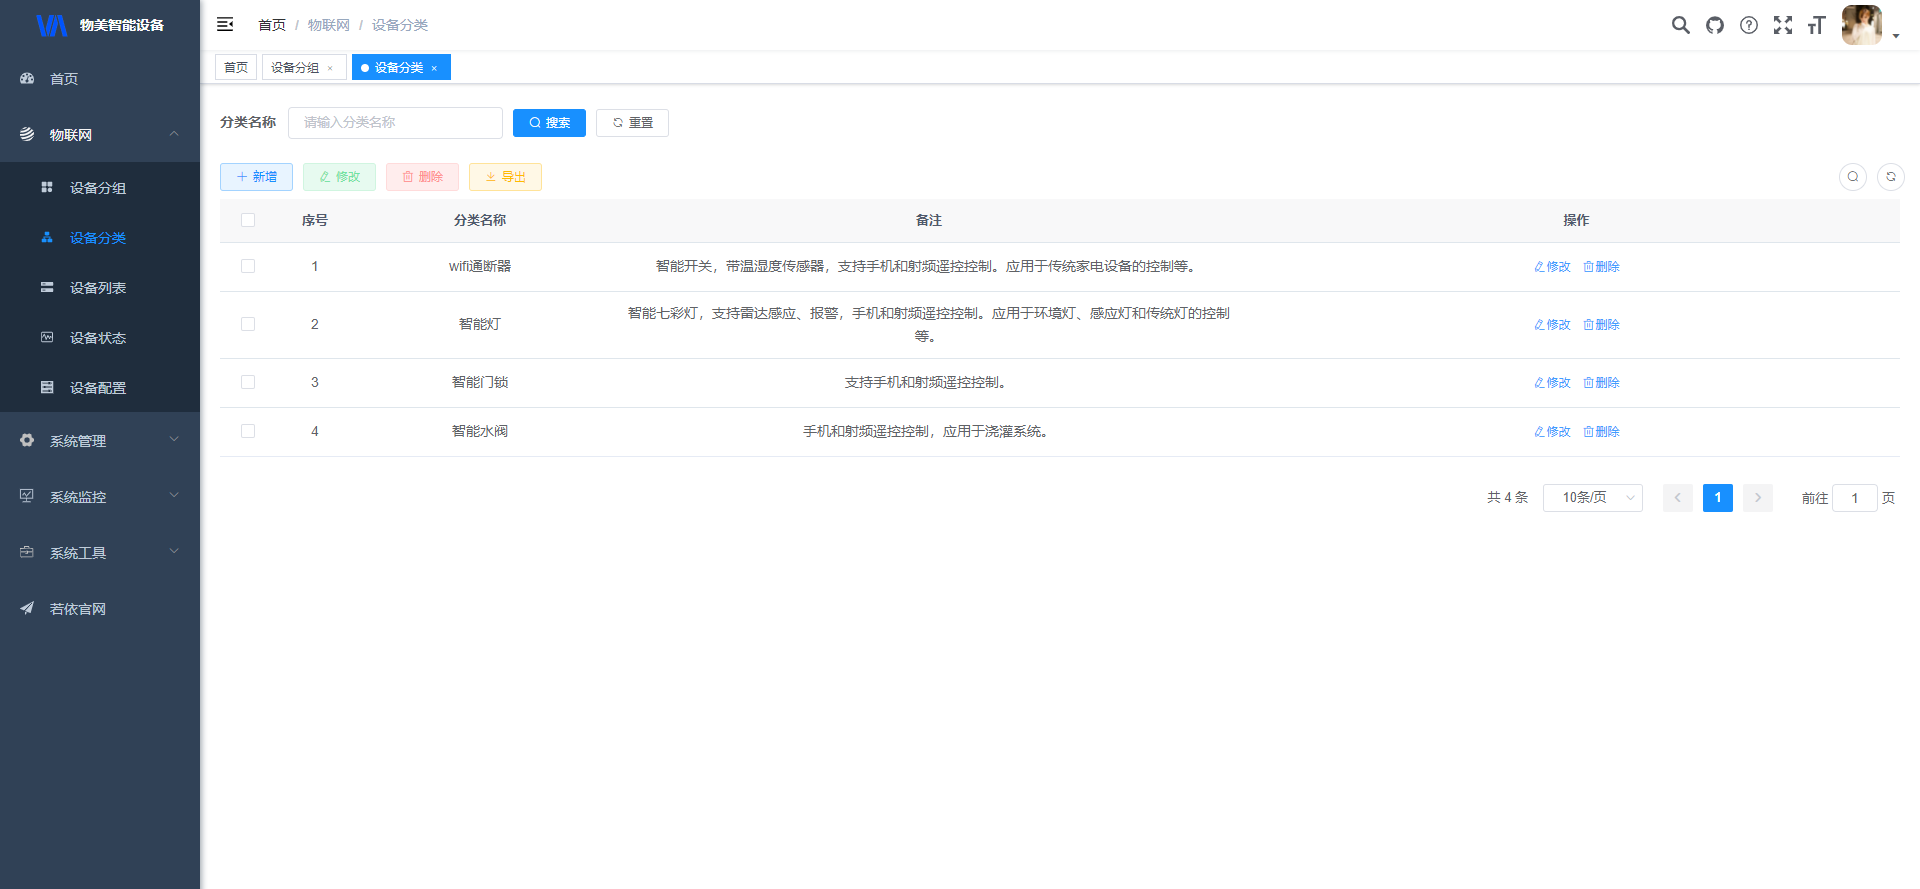 物美智能设备
首页
物联网
设备分组
设备分类
设备列表
设备状态
设备配置
系统管理
系统监控
系统工具
若依官网
首页 / 物联网 / 设备分类
首页 设备分组 × 设备分类 ×
分类名称 请输入分类名称 搜索 重置
新增 修改 删除 导出
序号 分类名称 备注 操作
1 wifi通断器 智能开关，带温湿度传感器，支持手机和射频遥控控制。应用于传统家电设备的控制等。 修改 删除
2 智能灯 智能七彩灯，支持雷达感应、报警，手机和射频遥控控制。应用于环境灯、感应灯和传统灯的控制
等。 修改 删除
3 智能门锁 支持手机和射频遥控控制。 修改 删除
4 智能水阀 手机和射频遥控控制，应用于浇灌系统。 修改 删除
共 4 条 10条/页 1 前往 1 页